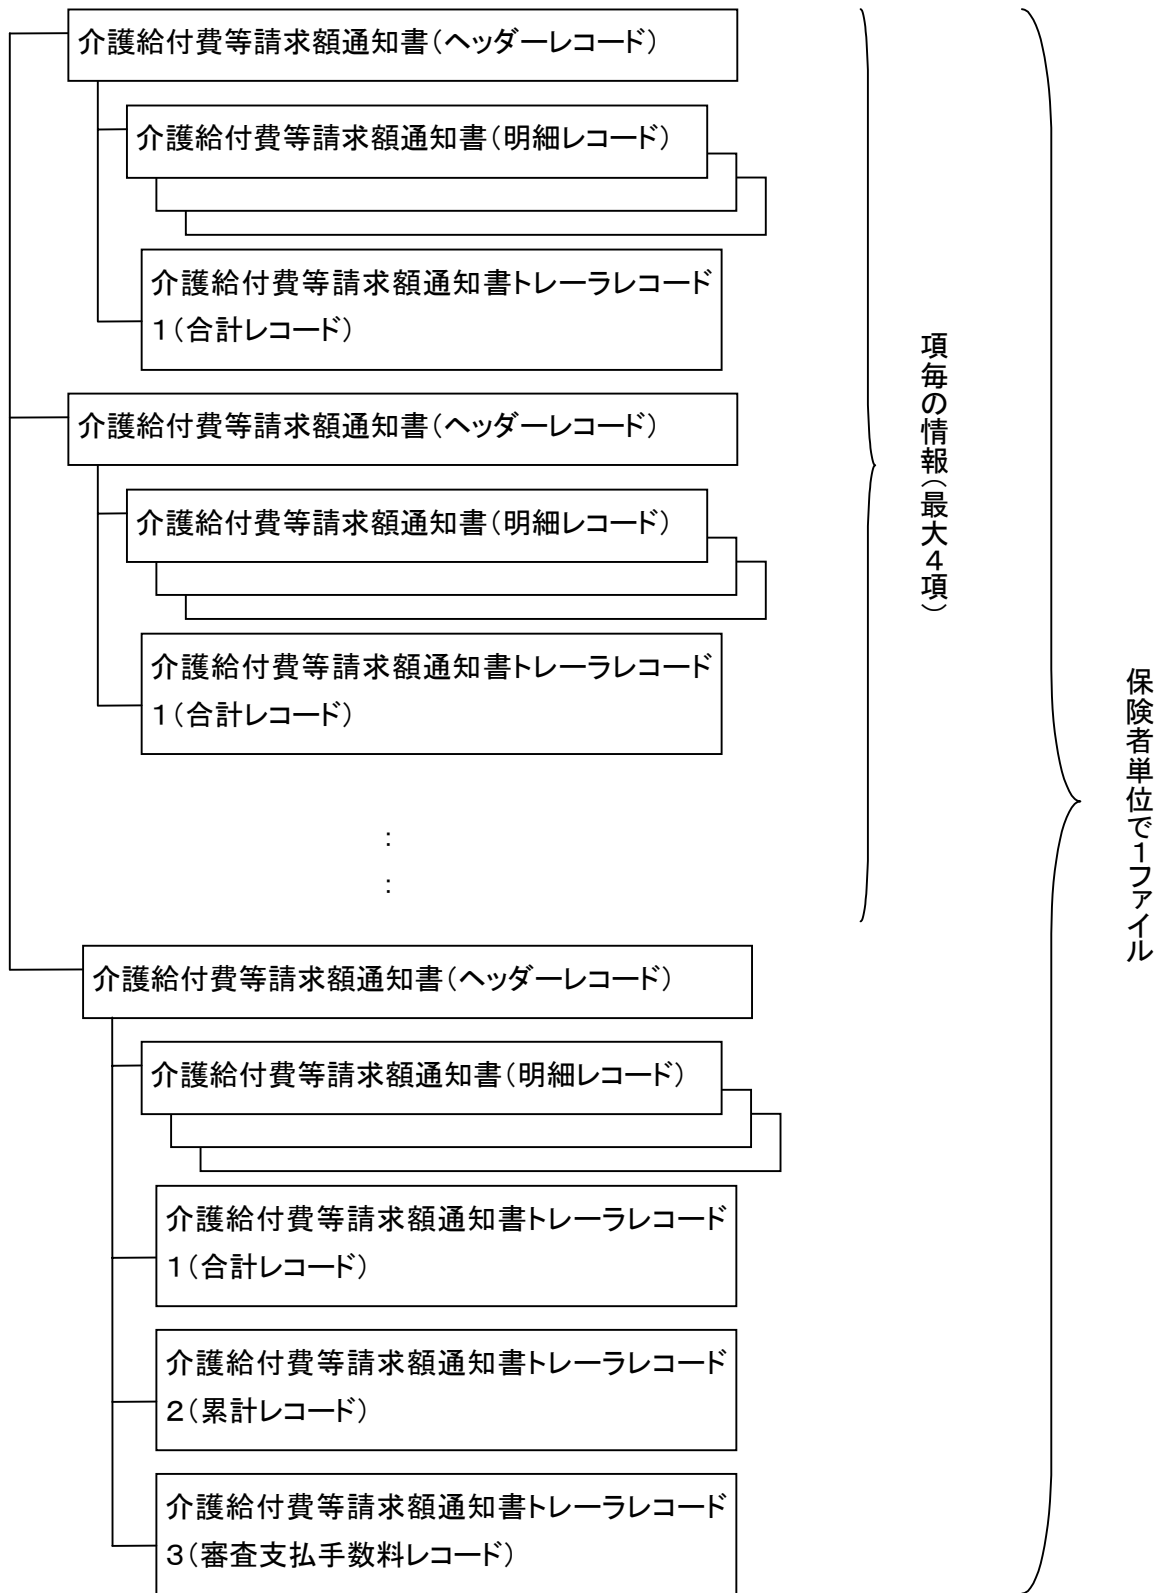 介護給付費等請求額通知書(ヘッダーレコード)
介護給付費等請求額通知書(明細レコード)
介護給付費等請求額通知書トレーラレコード
1(合計レコード)
介護給付費等請求額通知書(ヘッダーレコード)
介護給付費等請求額通知書(明細レコード)
介護給付費等請求額通知書トレーラレコード
1(合計レコード)
:
:
介護給付費等請求額通知書(ヘッダーレコード)
介護給付費等請求額通知書(明細レコード)
介護給付費等請求額通知書トレーラレコード
1(合計レコード)
介護給付費等請求額通知書トレーラレコード
2(累計レコード)
介護給付費等請求額通知書トレーラレコード
3(審査支払手数料レコード)
項毎の情報(最大4項)
保険者単位で1ファイル